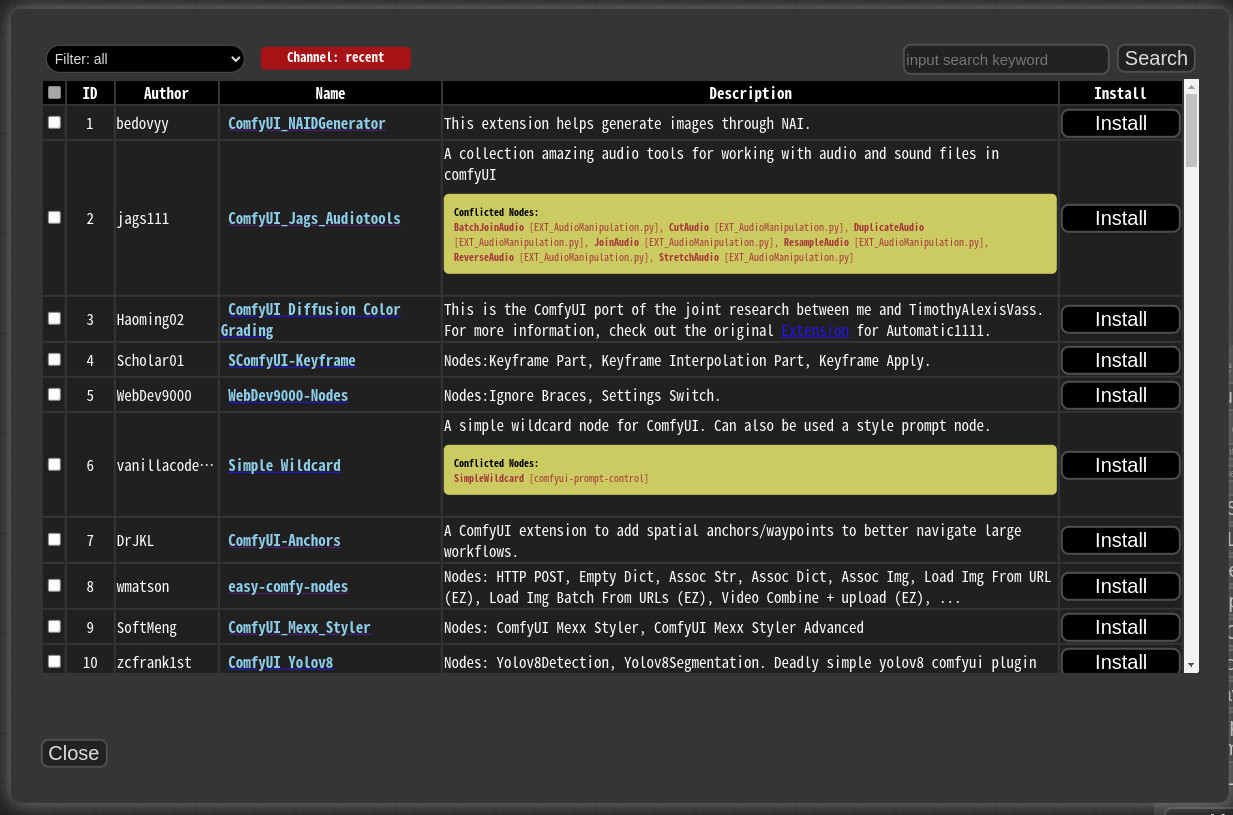 Filter: all
Channel: recent
input search keyword
Search
ID Author Name Description Install
1 bedovyy ComfyUI_NAIDGenerator This extension helps generate images through NAI. Install
A collection amazing audio tools for working with audio and sound files in
comfyUI
2 jags111 ComfyUI_Jags_Audiotools Install
Conflicted Nodes:
BatchJoinAudio [EXT_AudioManipulation.py], CutAudio [EXT_AudioManipulation.py], DuplicateAudio
[EXT_AudioManipulation.py], JoinAudio [EXT_AudioManipulation.py], ResampleAudio [EXT_AudioManipulation.py],
ReverseAudio [EXT_AudioManipulation.py], StretchAudio [EXT_AudioManipulation.py]
3 Haoming02 ComfyUI Diffusion Color
Grading
This is the ComfyUI port of the joint research between me and TimothyAlexisVass.
For more information, check out the original Extension for Automatic1111.
Install
4 Scholar01 SComfyUI-Keyframe Nodes:Keyframe Part, Keyframe Interpolation Part, Keyframe Apply. Install
5 WebDev9000 WebDev9000-Nodes Nodes:Ignore Braces, Settings Switch. Install
A simple wildcard node for ComfyUI. Can also be used a style prompt node.
6 vanillacode… Simple Wildcard Install
Conflicted Nodes:
SimpleWildcard [comfyui-prompt-control]
7 DrJKL ComfyUI-Anchors
A ComfyUI extension to add spatial anchors/waypoints to better navigate large
workflows.
Install
8 wmatson easy-comfy-nodes
Nodes: HTTP POST, Empty Dict, Assoc Str, Assoc Dict, Assoc Img, Load Img From URL
(EZ), Load Img Batch From URLs (EZ), Video Combine + upload (EZ), ...
Install
9 SoftMeng ComfyUI_Mexx_Styler Nodes: ComfyUI Mexx Styler, ComfyUI Mexx Styler Advanced Install
10 zcfrank1st ComfyUI Yolov8 Nodes: Yolov8Detection, Yolov8Segmentation. Deadly simple yolov8 comfyui plugin Install
Close